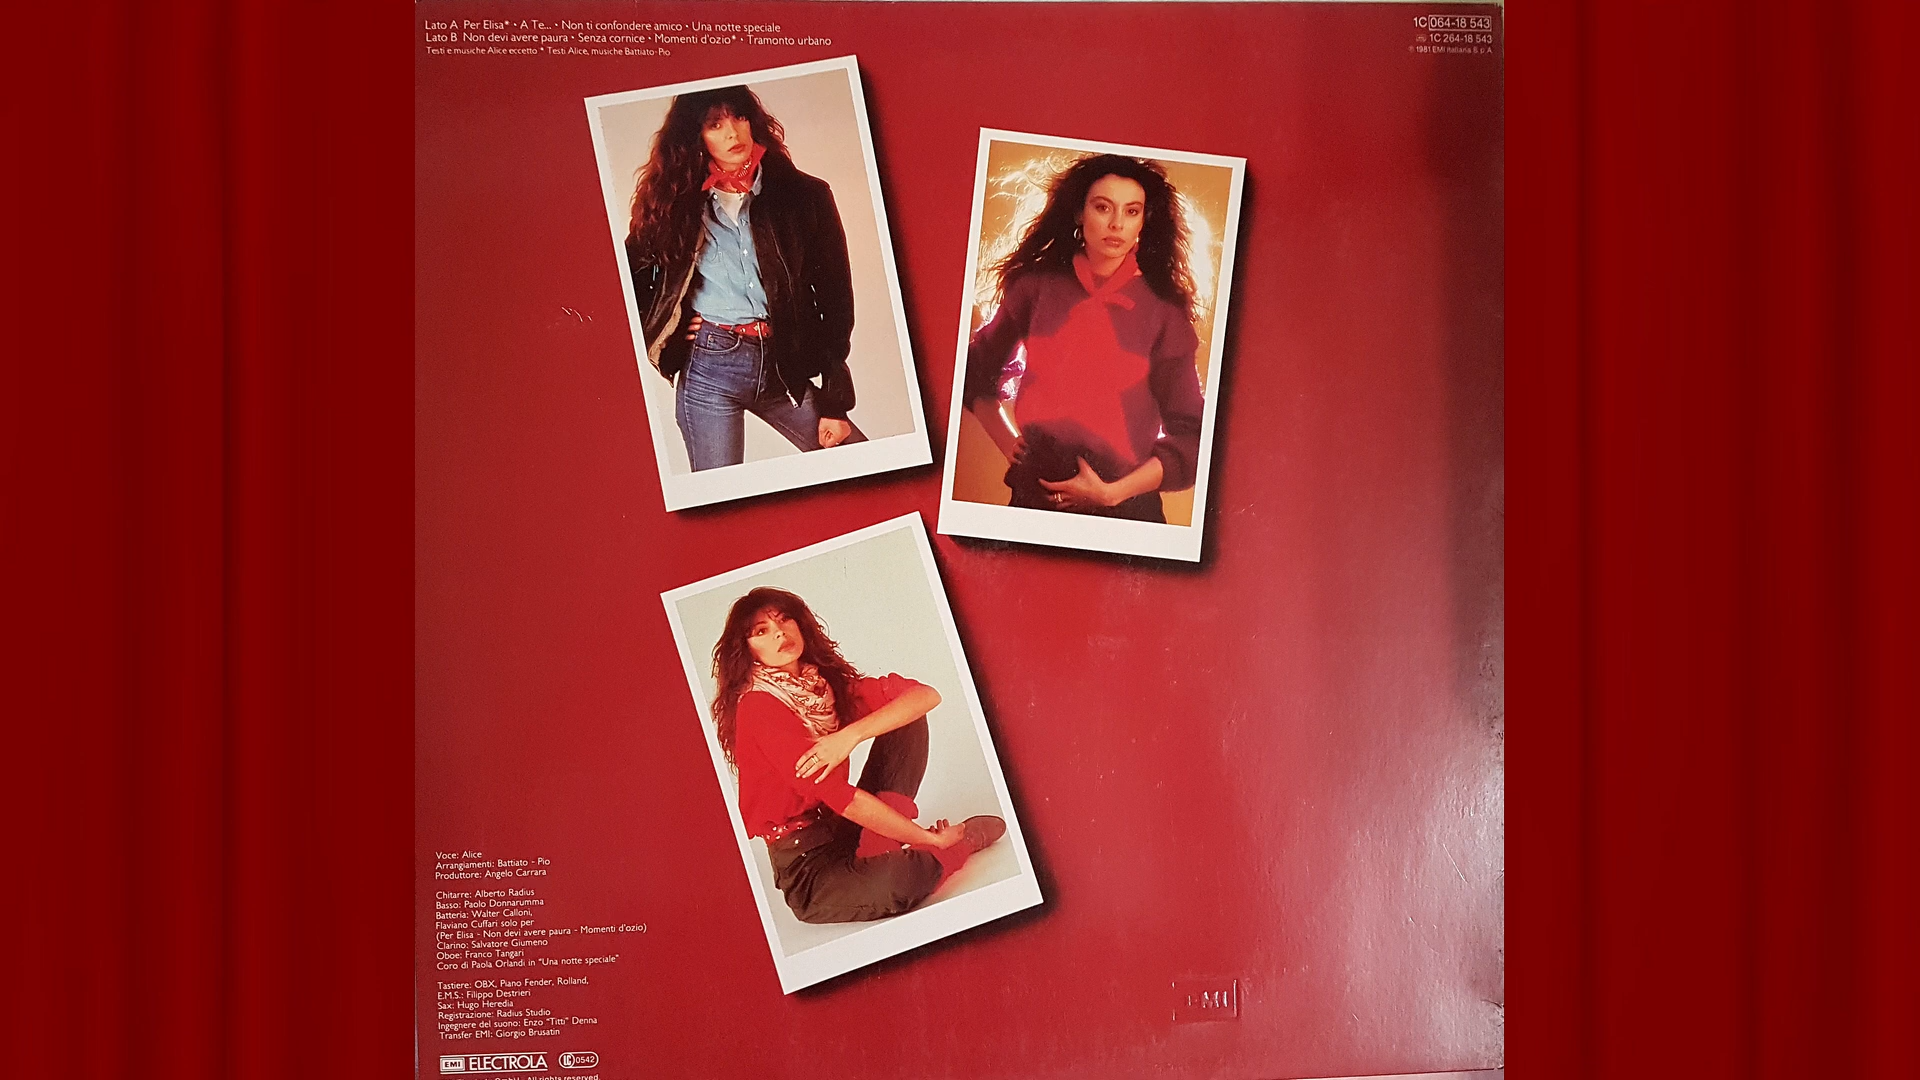 Lato A Per Elisa* · A Te... · Non ti confondere amico · Una notte speciale
Lato B Non devi avere paura · Senza cornice · Momenti d'ozio* · Tramonto urbano
Testi e musiche Alice eccetto * Testi Alice, musiche Battiato-Pio
1C 064-18 543
1C 264-18 543
℗ 1981 EMI Italiana S.p.A.
Voce: Alice
Arrangiamenti: Battiato - Pio
Produttore: Angelo Carrara
Chitarre: Alberto Radius
Basso: Paolo Donnarumma
Batteria: Walter Calloni,
Flaviano Cuffari solo per
(Per Elisa - Non devi avere paura - Momenti d'ozio)
Clarino: Salvatore Giumeno
Oboe: Franco Tangari
Coro di Paola Orlandi in "Una notte speciale"
Tastiere: OBX, Piano Fender, Rolland,
E.M.S.: Filippo Destrieri
Sax: Hugo Heredia
Registrazione: Radius Studio
Ingegnere del suono: Enzo "Titti" Denna
Transfer EMI: Giorgio Brusatin
EMI ELECTROLA LC 0542
All rights reserved.
EMI